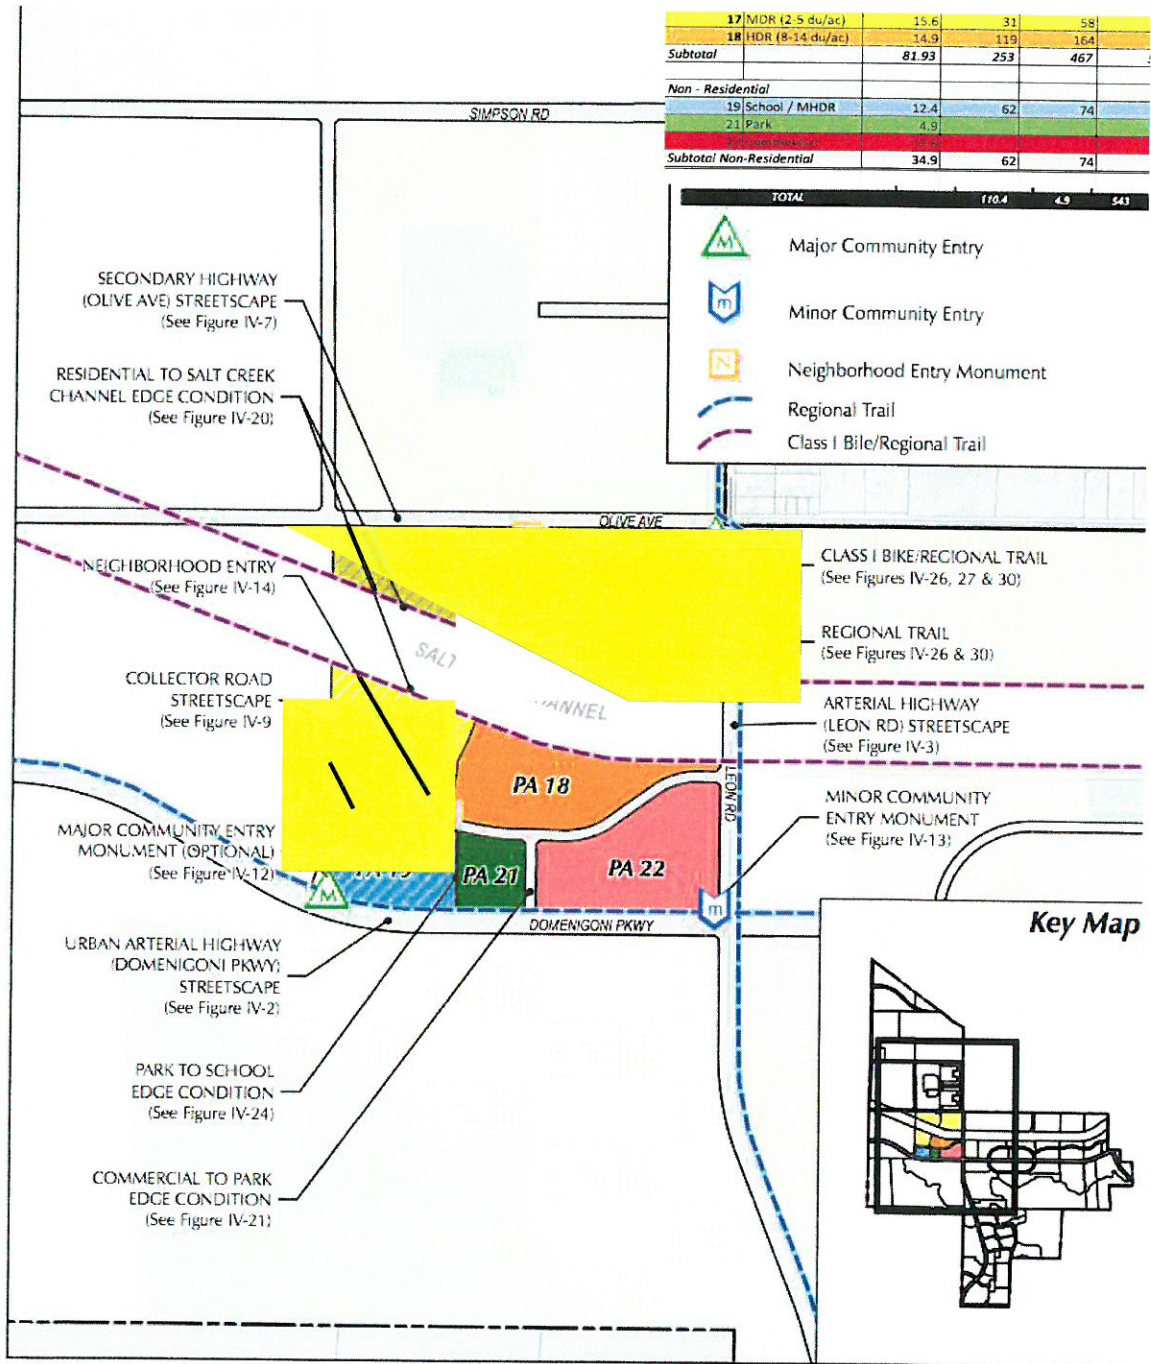 17 MDR (2-5 du/ac) 15.6 31 58
18 HDR (8-14 du/ac) 14.9 119 164
Subtotal 81.93 253 467
Non - Residential
19 School / MHDR 12.4 62 74
21 Park 4.9
Subtotal Non-Residential 34.9 62 74
TOTAL 110.4 4.9 543
M Major Community Entry
m Minor Community Entry
N Neighborhood Entry Monument
Regional Trail
Class I Bile/Regional Trail
SIMPSON RD
SECONDARY HIGHWAY
(OLIVE AVE) STREETSCAPE
(See Figure IV-7)
RESIDENTIAL TO SALT CREEK
CHANNEL EDGE CONDITION
(See Figure IV-20)
OLIVE AVE
NEIGHBORHOOD ENTRY
(See Figure IV-14)
CLASS I BIKE/REGIONAL TRAIL
(See Figures IV-26, 27 & 30)
REGIONAL TRAIL
(See Figures IV-26 & 30)
SALT
COLLECTOR ROAD
STREETSCAPE
(See Figure IV-9
ANNEL
ARTERIAL HIGHWAY
(LEON RD) STREETSCAPE
(See Figure IV-3)
PA 18
LEON RD
MINOR COMMUNITY
ENTRY MONUMENT
(See Figure IV-13)
MAJOR COMMUNITY ENTRY
MONUMENT (OPTIONAL)
(See Figure IV-12)
PA 21
PA 22
M
m
DOMENIGONI PKWY
URBAN ARTERIAL HIGHWAY
(DOMENIGONI PKWY)
STREETSCAPE
(See Figure IV-2)
Key Map
PARK TO SCHOOL
EDGE CONDITION
(See Figure IV-24)
COMMERCIAL TO PARK
EDGE CONDITION
(See Figure IV-21)